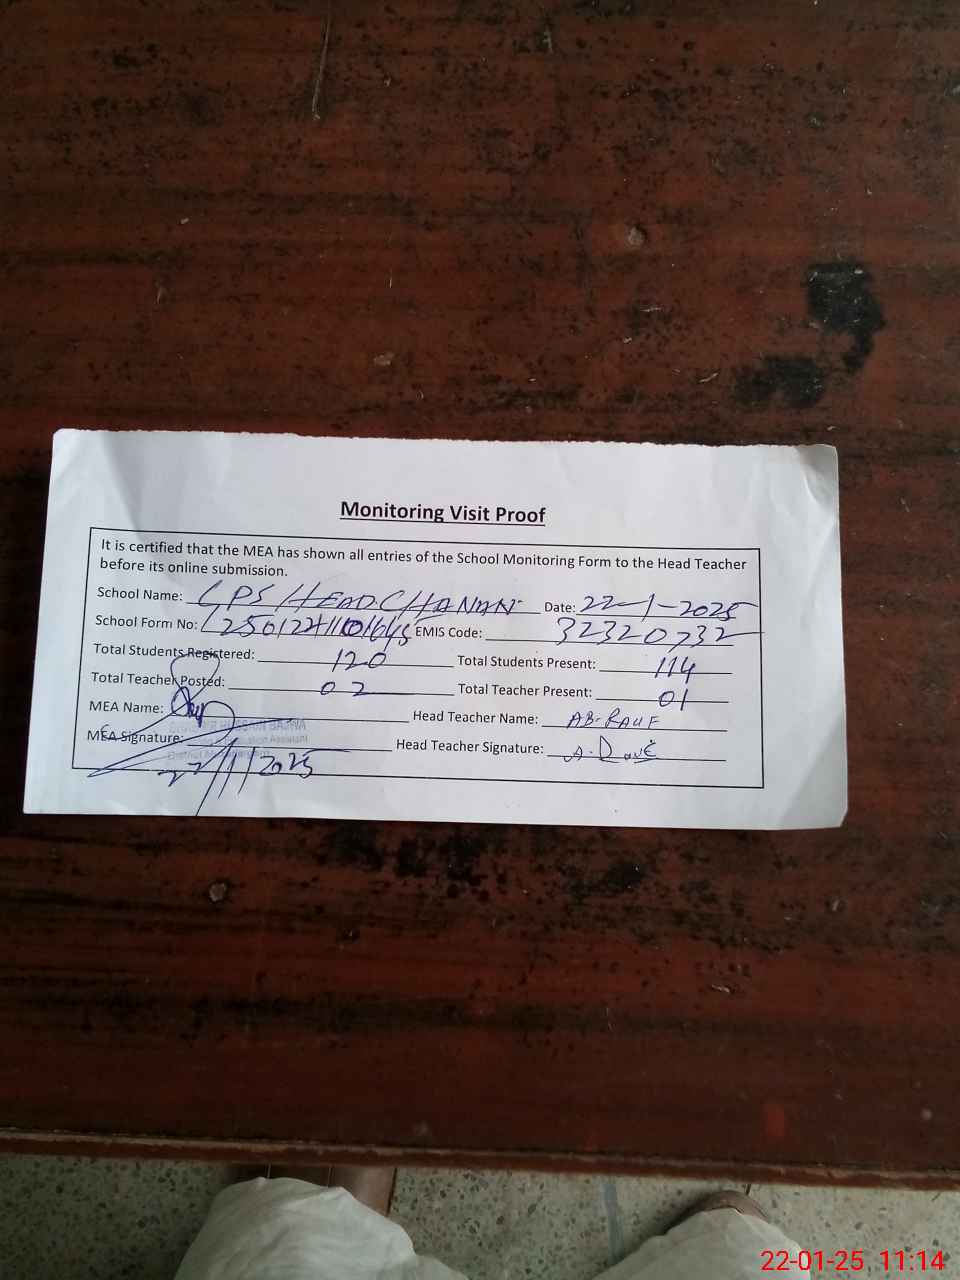 Monitoring Visit Proof
It is certified that the MEA has shown all entries of the School Monitoring Form to the Head Teacher
before its online submission.
School Name: GPS HEAD CHANAN Date: 22-1-2025
School Form No: EMIS Code: 32320732
Total Students Registered: 120 Total Students Present: 114
Total Teacher Posted: 02 Total Teacher Present: 01
MEA Name: Head Teacher Name: AB-RAUF
MEA Signature: Head Teacher Signature:
22/1/2025
22-01-25 11:14